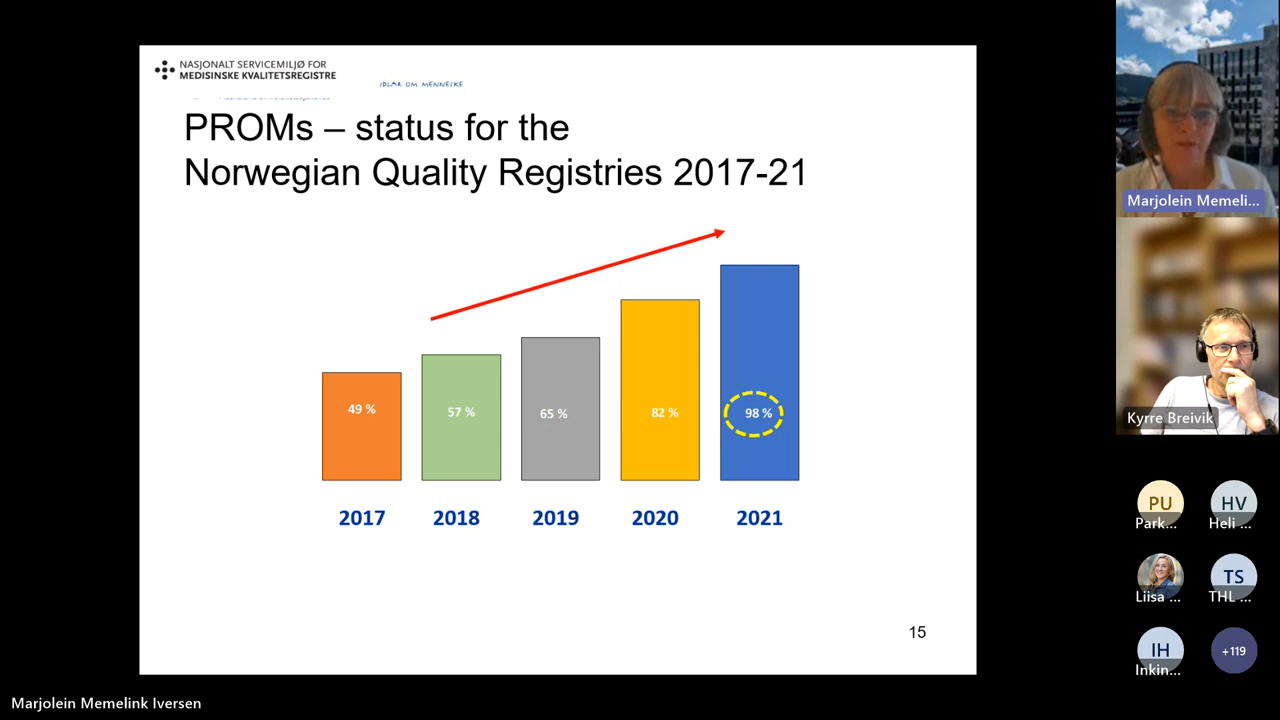 NASJONALT SERVICEMILJØ FOR
MEDISINSKE KVALITETSREGISTRE
IDLAR OM MENNESKE
PROMs – status for the
Norwegian Quality Registries 2017-21
49 %
57 %
65 %
82 %
98 %
2017
2018
2019
2020
2021
15
Marjolein Memeli...
Kyrre Breivik
PU
Park...
HV
Heli ...
Liisa ...
TS
THL ...
IH
Inkin...
+119
Marjolein Memelink Iversen